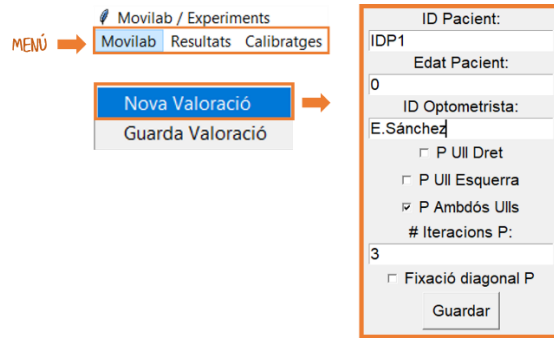 Movilab / Experiments
MENÚ
Movilab Resultats Calibratges
Nova Valoració
Guarda Valoració
ID Pacient:
IDP1
Edat Pacient:
0
ID Optometrista:
E.Sánchez
P Ull Dret
P Ull Esquerra
P Ambdós Ulls
# Iteracions P:
3
Fixació diagonal P
Guardar